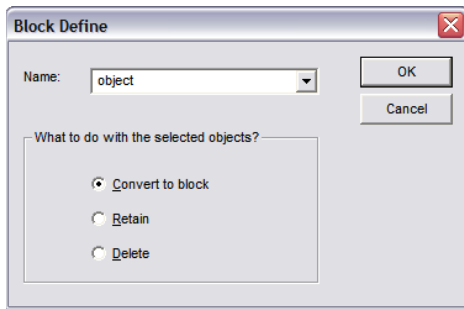 Block Define
Name:
object
OK
Cancel
What to do with the selected objects?
Convert to block
Retain
Delete